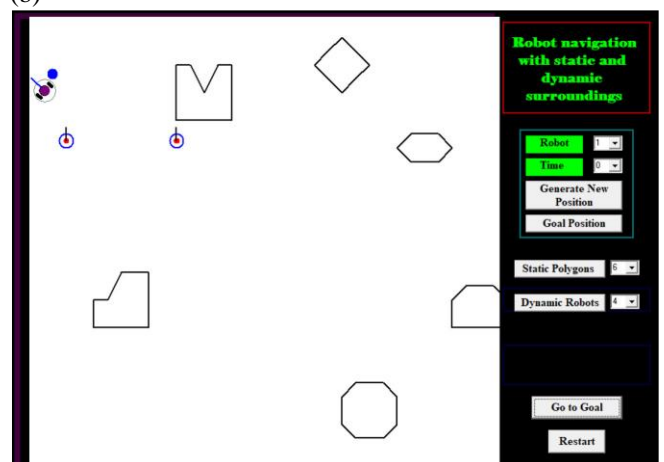 (b)
Robot navigation
with static and
dynamic
surroundings
Robot 1
Time 0
Generate New
Position
Goal Position
Static Polygons 6
Dynamic Robots 4
Go to Goal
Restart